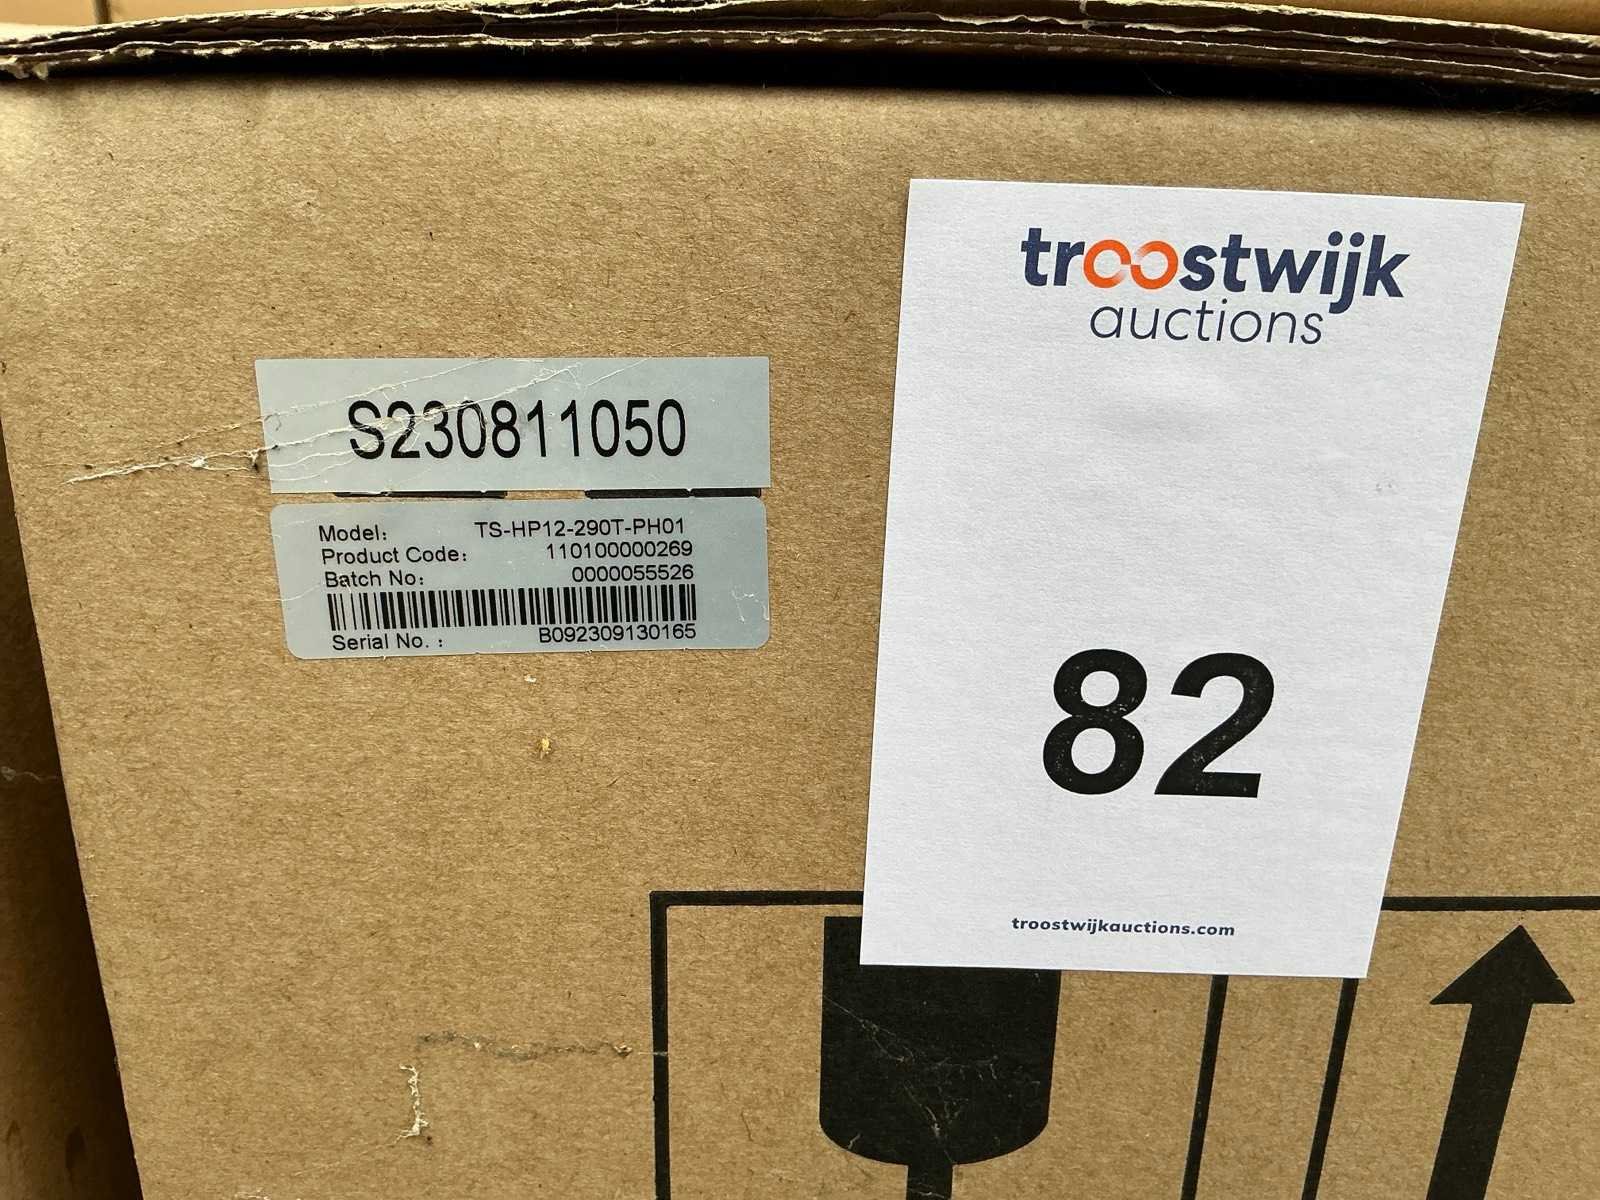 troostwijk
auctions
S230811050
Model: TS-HP12-290T-PH01
Product Code: 110100000269
Batch No: 0000055526
Serial No. : B092309130165
82
troostwijkauctions.com